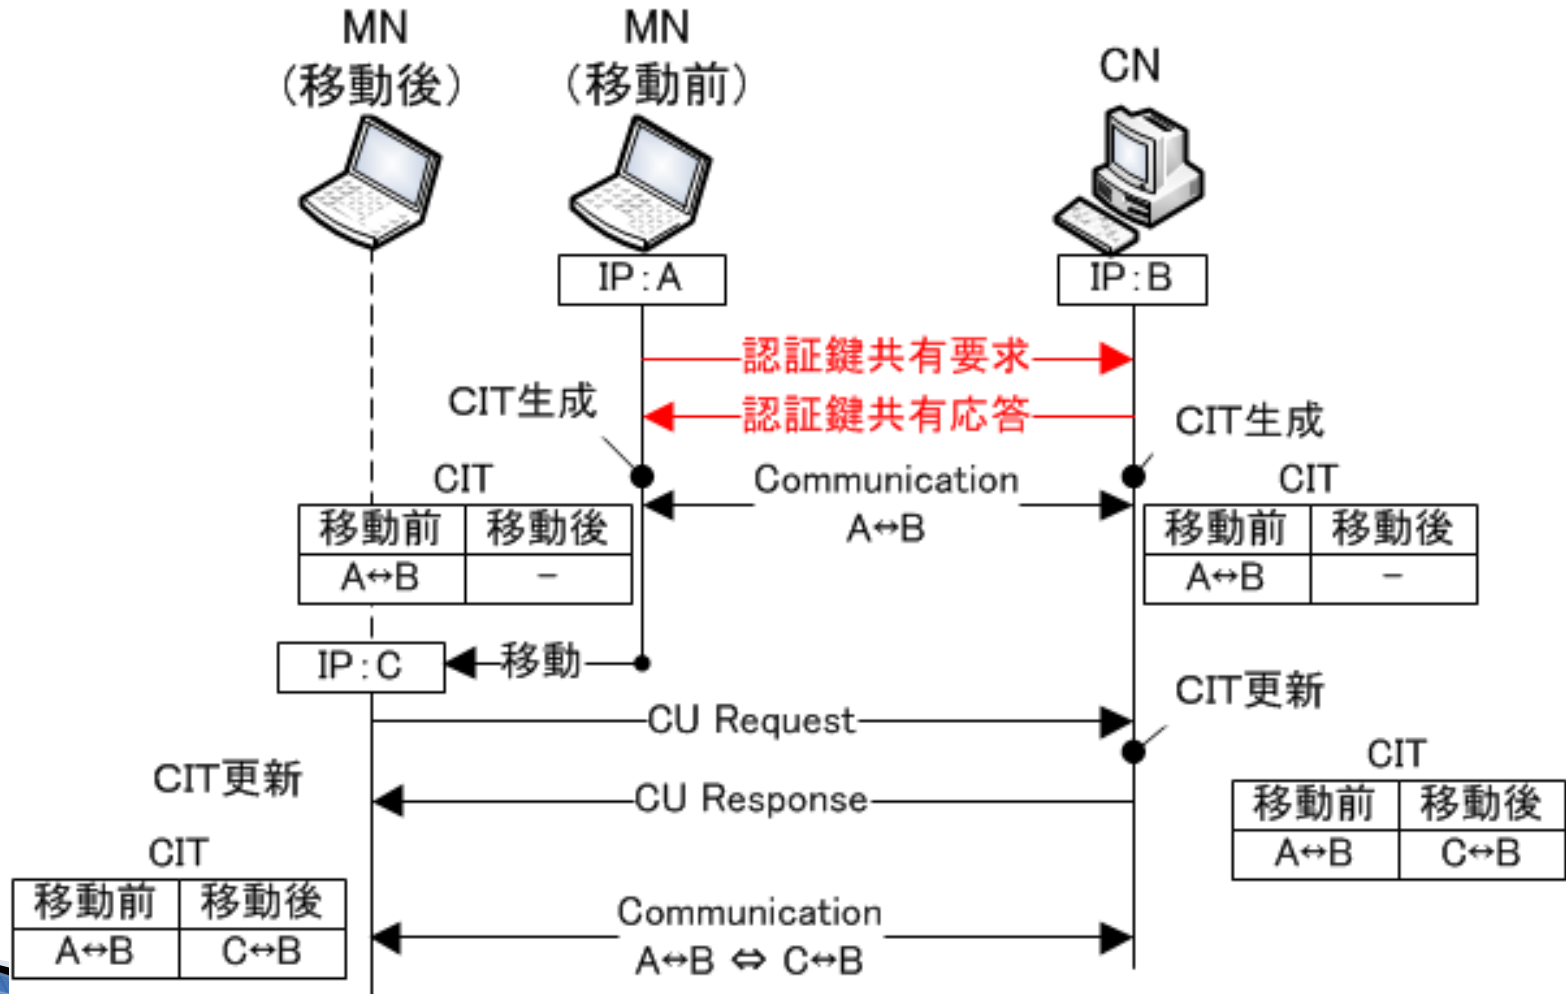 MN
(移動後)
MN
(移動前)
CN
IP:A
IP:B
認証鍵共有要求
認証鍵共有応答
CIT生成
CIT生成
Communication
A↔B
CIT
移動前 移動後
A↔B －
CIT
移動前 移動後
A↔B －
IP:C
移動
CU Request
CIT更新
CU Response
CIT更新
CIT
移動前 移動後
A↔B C↔B
CIT
移動前 移動後
A↔B C↔B
Communication
A↔B ⇔ C↔B